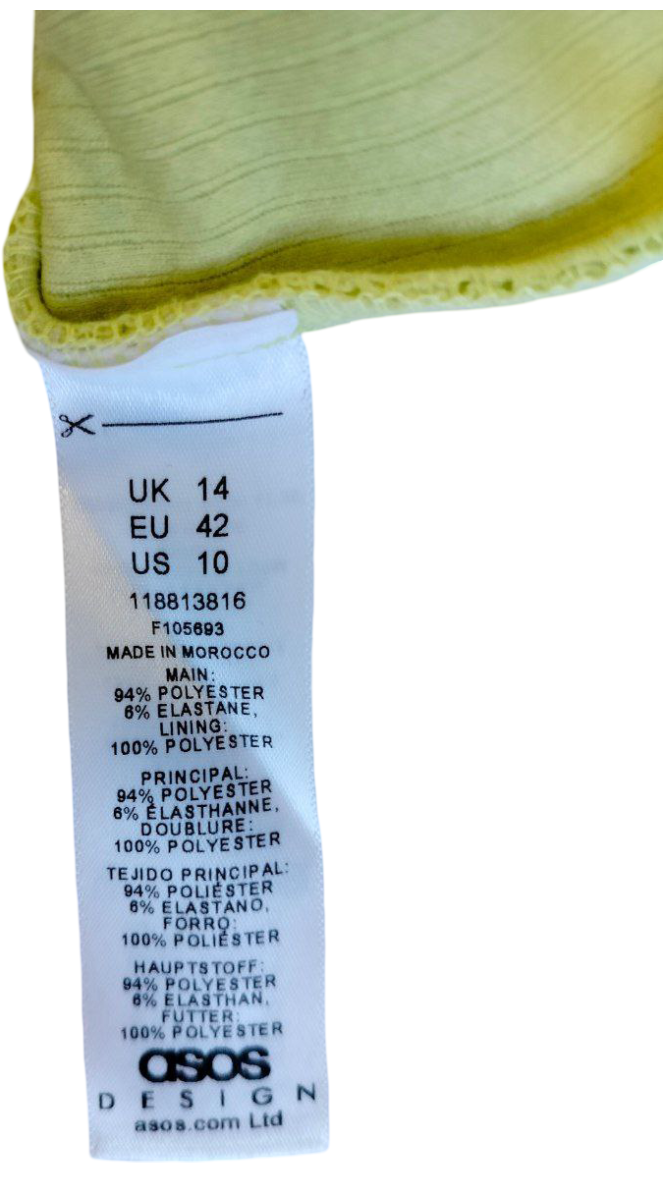 UK 14
EU 42
US 10
118813816
F105693
MADE IN MOROCCO
MAIN:
94% POLYESTER
6% ELASTANE,
LINING:
100% POLYESTER
PRINCIPAL:
94% POLYESTER
6% ÉLASTHANNE,
DOUBLURE:
100% POLYESTER
TEJIDO PRINCIPAL:
94% POLIÉSTER
6% ELASTANO,
FORRO:
100% POLIÉSTER
HAUPTSTOFF:
94% POLYESTER
6% ELASTHAN,
FUTTER:
100% POLYESTER
asos
DESIGN
asos.com Ltd